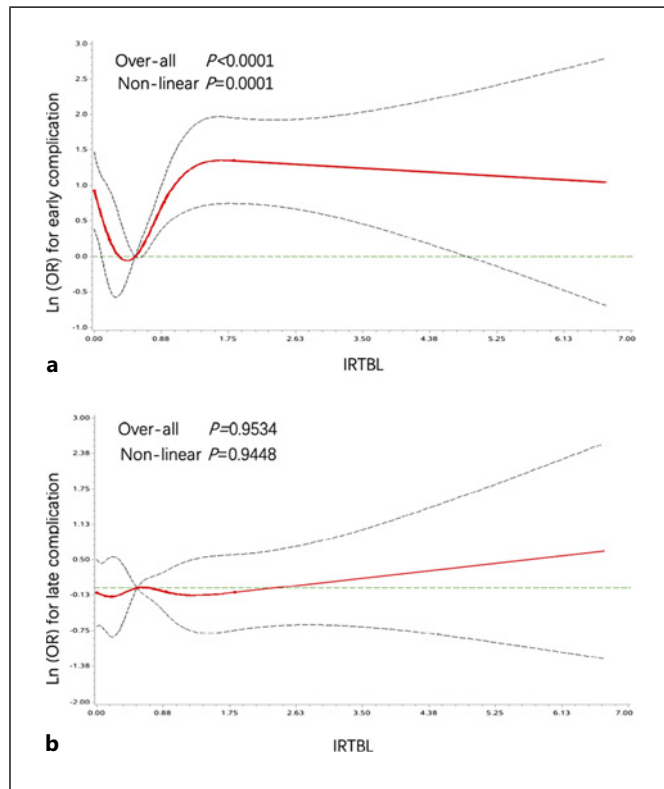 3.0
Over-all P<0.0001
2.5
Non-linear P=0.0001
2.0
1.5
1.0
0.5
0.0
-0.5
-1.0
Ln (OR) for early complication
0.00 0.88 1.75 2.63 3.50 4.38 5.25 6.13 7.00
a
IRTBL
3.00
Over-all P=0.9534
2.38
Non-linear P=0.9448
1.75
1.13
0.50
-0.13
-0.75
-1.38
-2.00
Ln (OR) for late complication
0.00 0.88 1.75 2.63 3.50 4.38 5.25 6.13 7.00
b
IRTBL